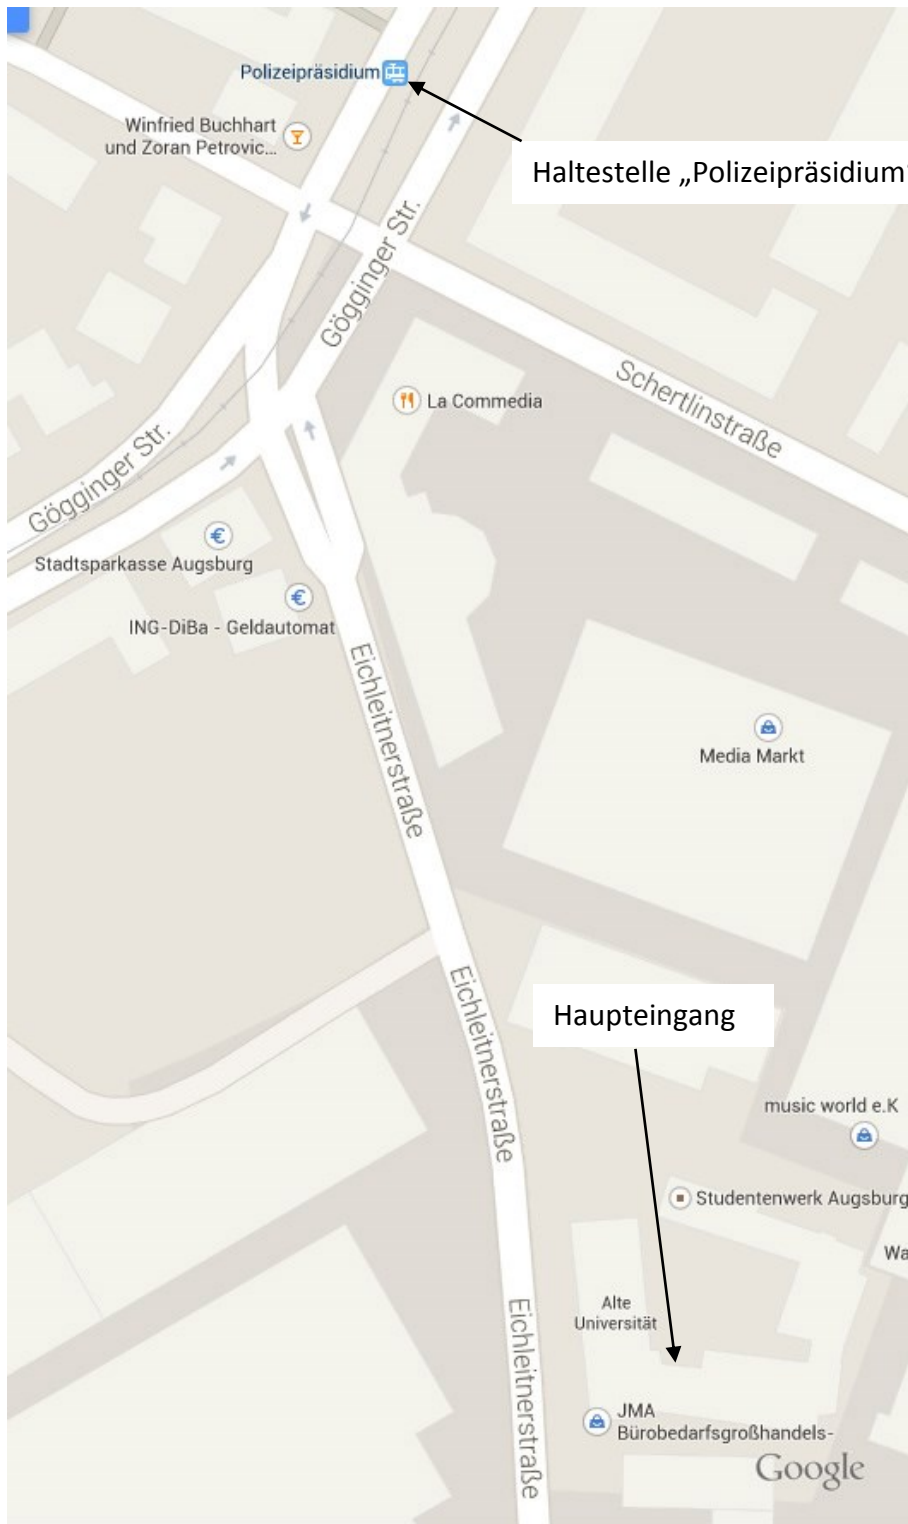 Polizeipräsidium
Winfried Buchhart
und Zoran Petrovic...
Haltestelle „Polizeipräsidium“
Gögginger Str.
Schertlinstraße
La Commedia
Gögginger Str.
Stadtsparkasse Augsburg
ING-DiBa - Geldautomat
Eichleitnerstraße
Media Markt
Eichleitnerstraße
Haupteingang
music world e.K
Studentenwerk Augsburg
Wa
Alte
Universität
Eichleitnerstraße
JMA
Bürobedarfsgroßhandels-
Google